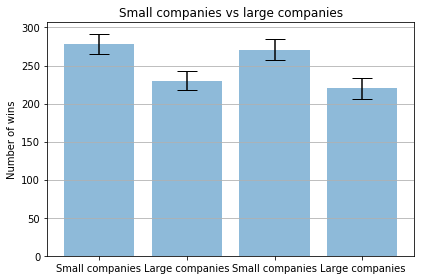 Small companies vs large companies
300
250
200
150
100
50
0
Number of wins
Small companies Large companies Small companies Large companies